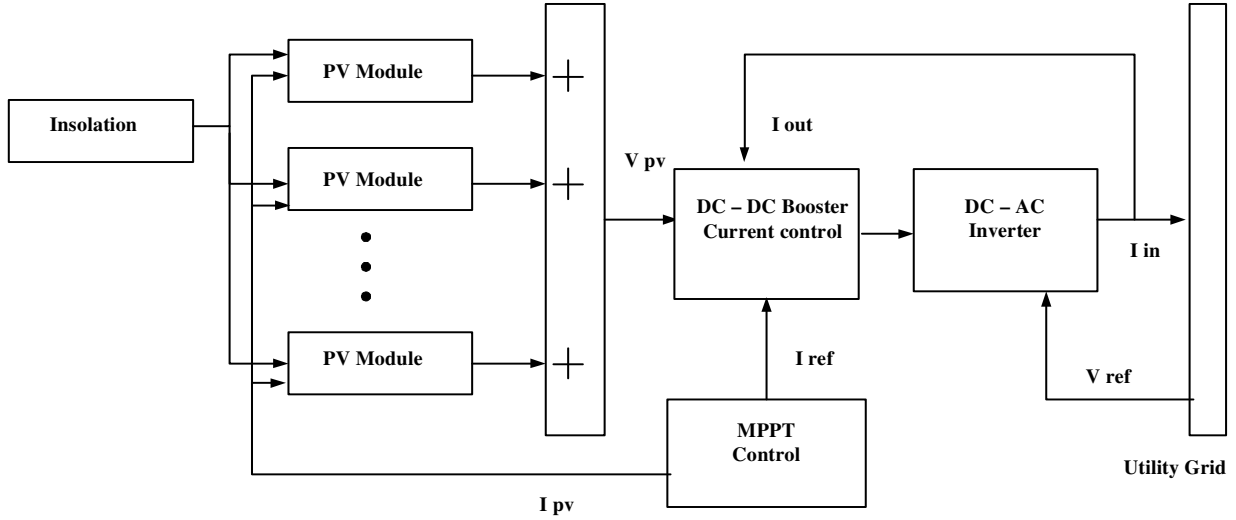 PV Module
Insolation
I out
V pv
PV Module
DC – DC Booster
Current control
DC – AC
Inverter
I in
PV Module
I ref
V ref
MPPT
Control
Utility Grid
I pv